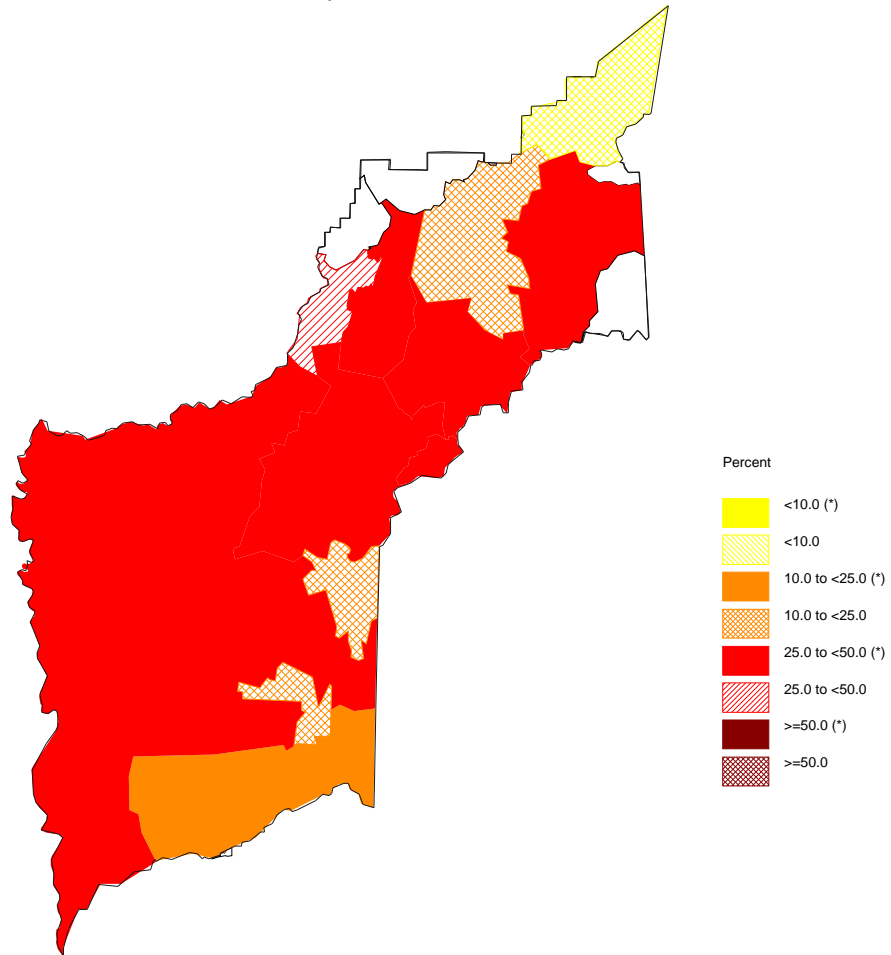 Percent
<10.0 (*)
<10.0
10.0 to <25.0 (*)
10.0 to <25.0
25.0 to <50.0 (*)
25.0 to <50.0
>=50.0 (*)
>=50.0